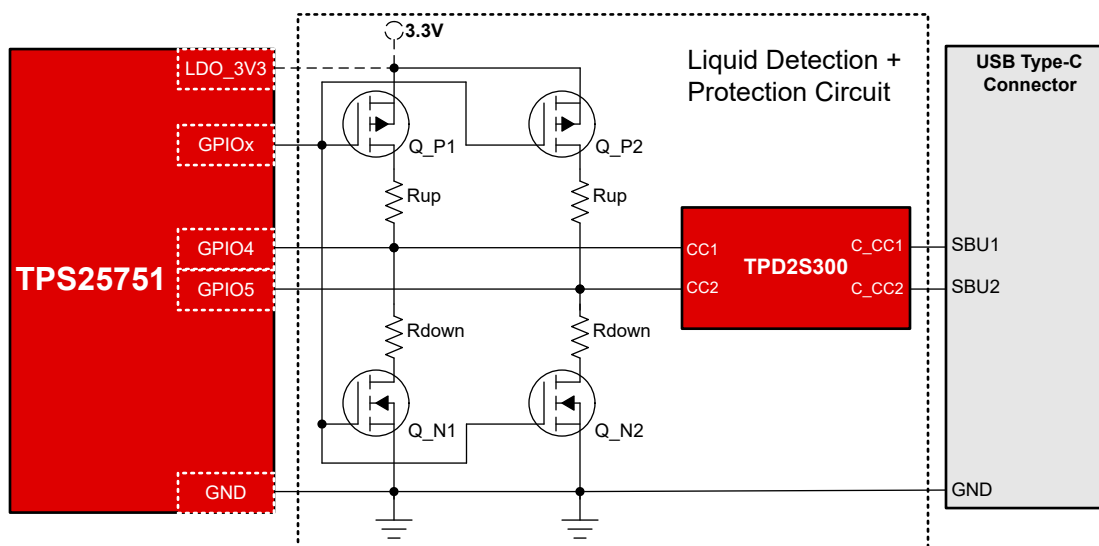 3.3V
LDO_3V3
Liquid Detection +
Protection Circuit
USB Type-C
Connector
GPIOx
Q_P1
Q_P2
Rup
Rup
GPIO4
CC1
C_CC1
SBU1
TPS25751
TPD2S300
GPIO5
CC2
C_CC2
SBU2
Rdown
Rdown
Q_N1
Q_N2
GND
GND